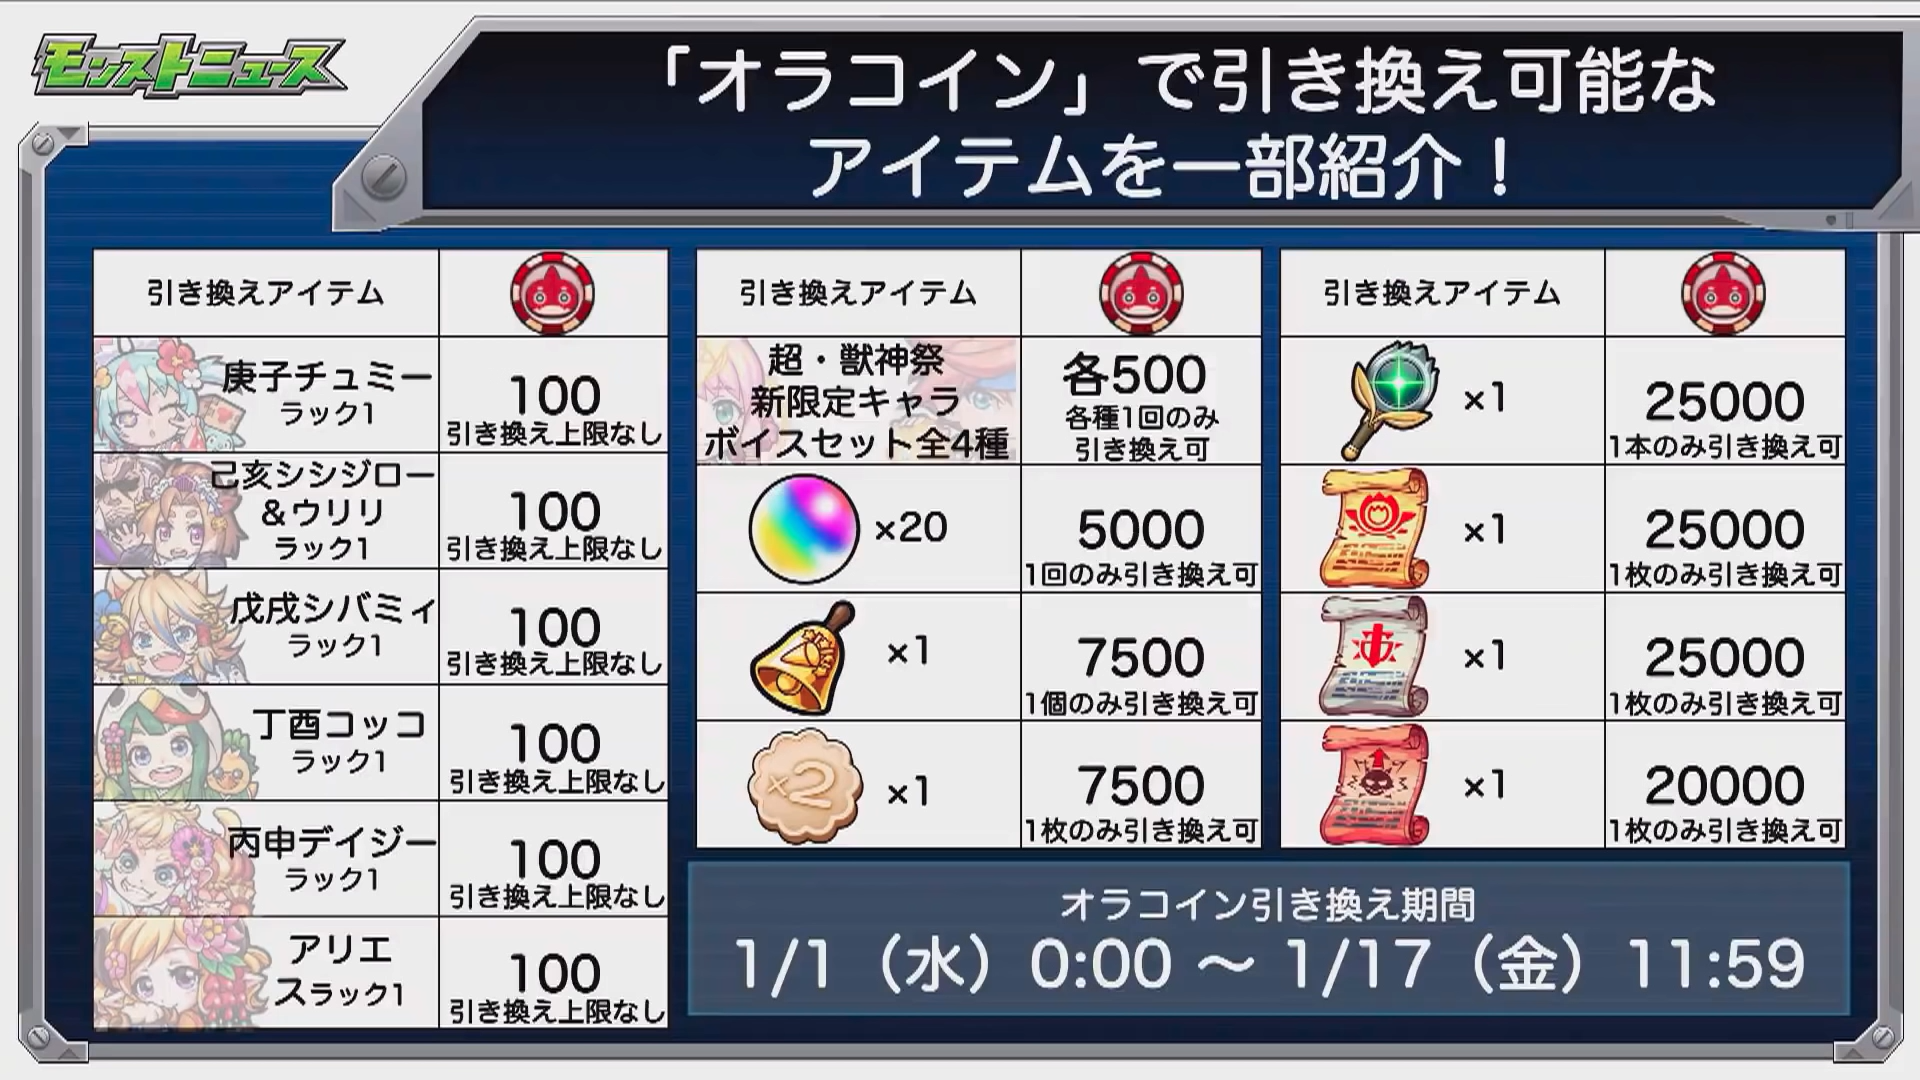 モンストニュース
「オラコイン」で引き換え可能な
アイテムを一部紹介！
引き換えアイテム
庚子チュミー
ラック1
100
引き換え上限なし
己亥シシジロー
＆ウリリ
ラック1
100
引き換え上限なし
戊戌シバミィ
ラック1
100
引き換え上限なし
丁酉コッコ
ラック1
100
引き換え上限なし
丙申デイジー
ラック1
100
引き換え上限なし
アリエ
スラック1
100
引き換え上限なし
引き換えアイテム
超・獣神祭
新限定キャラ
ボイスセット全4種
各500
各種1回のみ
引き換え可
×20
5000
1回のみ引き換え可
×1
7500
1個のみ引き換え可
×2
×1
7500
1枚のみ引き換え可
引き換えアイテム
×1
25000
1本のみ引き換え可
×1
25000
1枚のみ引き換え可
×1
25000
1枚のみ引き換え可
×1
20000
1枚のみ引き換え可
オラコイン引き換え期間
1/1（水）0:00 ～ 1/17（金）11:59